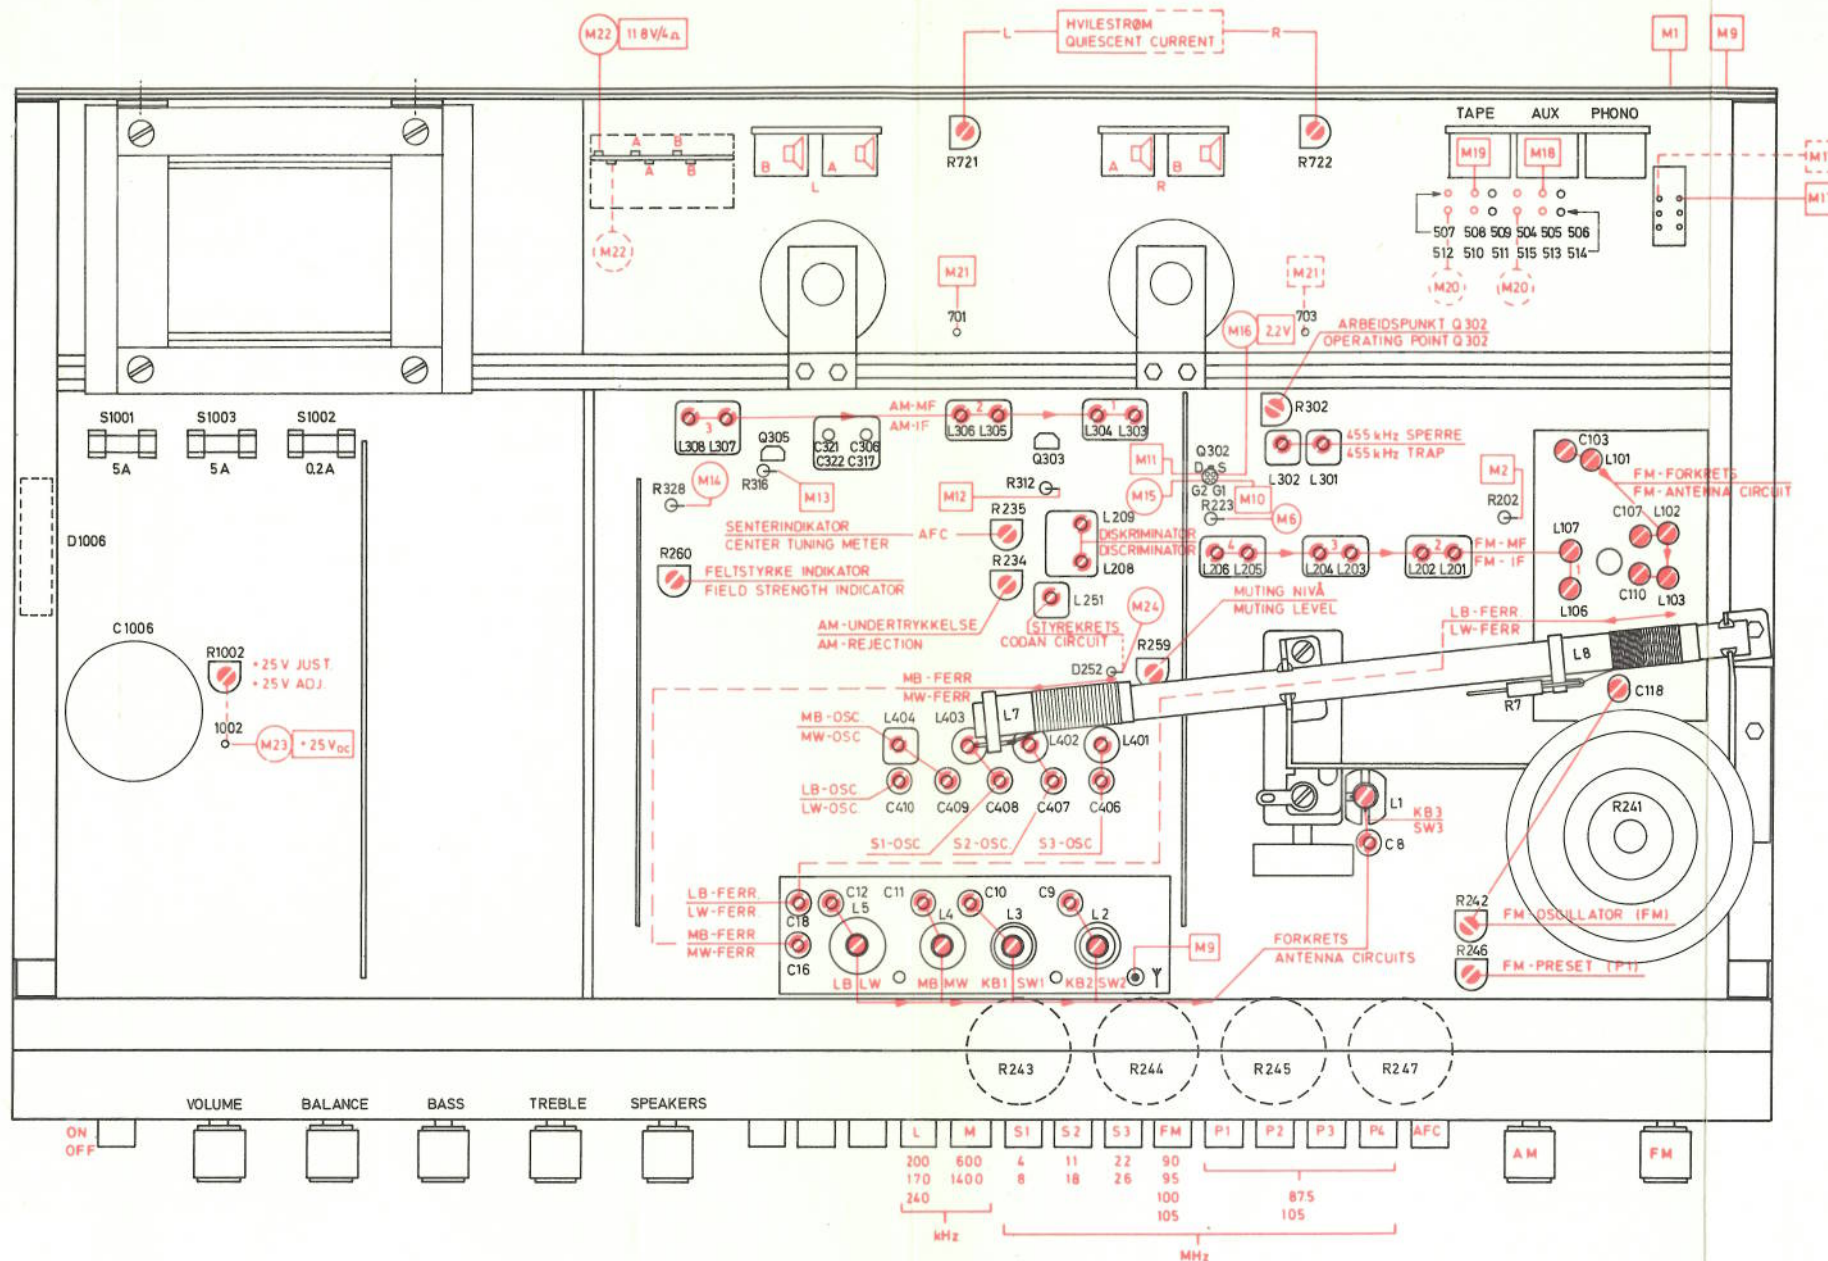 M22 11 8V/4Ω
L HVILESTRØM R
QUIESCENT CURRENT
M1 M9
TAPE AUX PHONO
A B
A B
B A
L
R721
A B
R
R722
M19 M18
M22
M21
701
M21
703
507 508 509 504 505 506
512 510 511 515 513 514
M20 M20
M16 2,2V
ARBEIDSPUNKT Q302
OPERATING POINT Q302
S1001 S1003 S1002
5A 5A 0.2A
3
L308 L307
Q305
C321 C306
C322 C317
AM-MF
AM-IF
2
L306 L305
1
L304 L303
Q303
R302
L302 L301
455 kHz SPERRE
455 kHz TRAP
C103
L101
FM-FORKRETS
FM-ANTENNA CIRCUIT
M11
Q302
D S
G2 G1
R328 M14
R316 M13
M12 R312
M15 M10
R223 M6
M2
R202
D1006
SENTERINDIKATOR
CENTER TUNING METER
AFC
R235
L209
DISKRIMINATOR
DISCRIMINATOR
L208
4
L206 L205
3
L204 L203
2
L202 L201
FM-MF
FM-IF
L107
1
L106
C107 L102
C110 L103
R260
FELTSTYRKE INDIKATOR
FIELD STRENGTH INDICATOR
R234
L251
M24
MUTING NIVÅ
MUTING LEVEL
LB-FERR.
LW-FERR
C1006
AM-UNDERTRYKKELSE
AM-REJECTION
STYREKRETS
CODAN CIRCUIT
R259
D252
R1002
+25V JUST.
+25V ADJ.
1002
M23 +25VDC
MB-FERR
MW-FERR
L7
L8
R7
C118
MB-OSC.
MW-OSC
L404 L403 L402 L401
LB-OSC
LW-OSC.
C410 C409 C408 C407 C406
S1-OSC. S2-OSC. S3-OSC
L1
KB3
SW3
C8
R241
LB-FERR.
LW-FERR
MB-FERR
MW-FERR
C18
C16
C12 C11 C10 C9
L5 L4 L3 L2
M9
LB LW MB MW KB1 SW1 KB2 SW2
FORKRETS
ANTENNA CIRCUITS
R242
FM-OSCILLATOR (FM)
R246
FM-PRESET (P1)
R243 R244 R245 R247
VOLUME BALANCE BASS TREBLE SPEAKERS
ON
OFF
L M S1 S2 S3 FM P1 P2 P3 P4 AFC
AM FM
200 600 4 11 22 90
170 1400 8 18 26 95
240 100 87.5
105 105
kHz
MHz